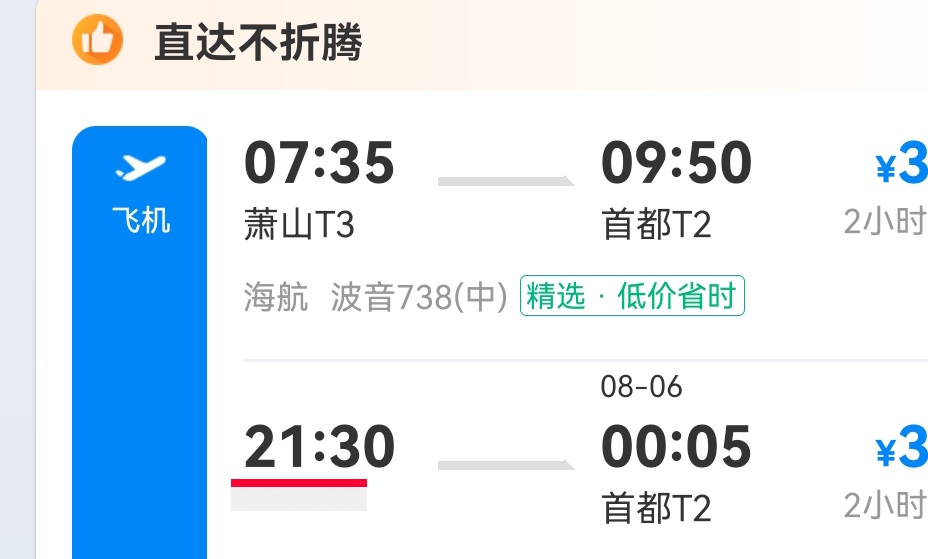 直达不折腾
飞机
07:35
09:50
¥3
萧山T3
首都T2
2小时
海航 波音738(中) 精选 · 低价省时
08-06
21:30
00:05
¥3
首都T2
2小时